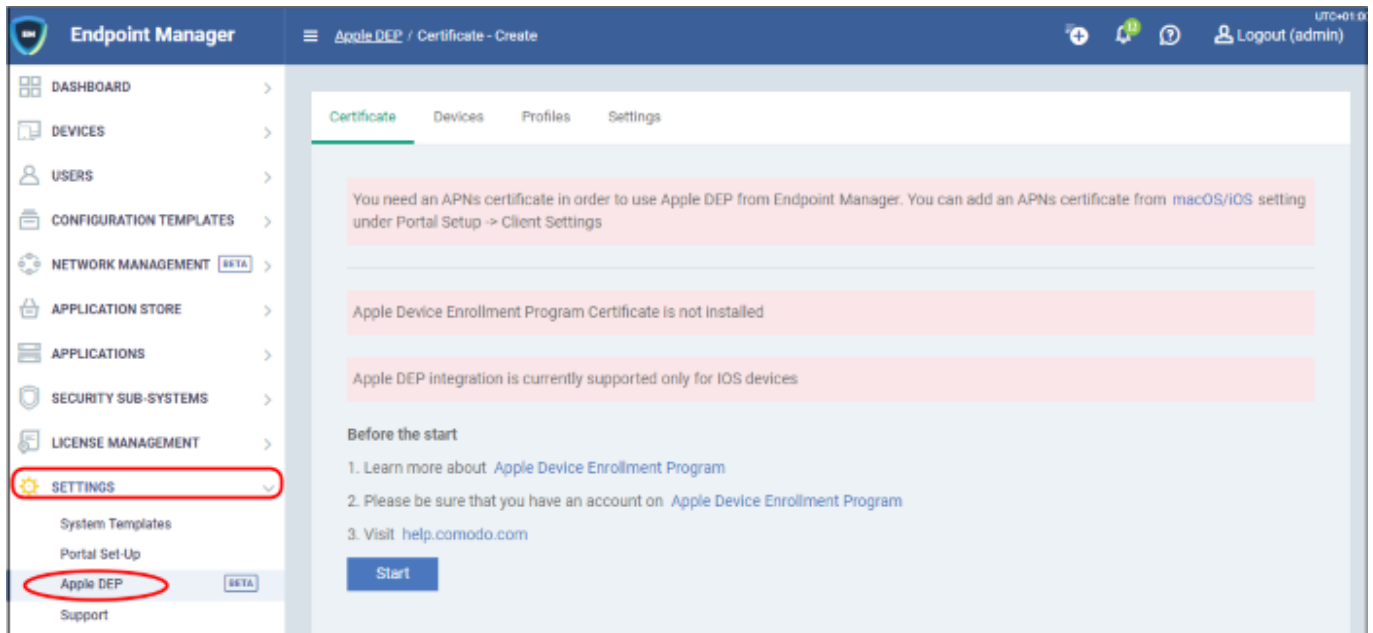 UTC+01:0
Endpoint Manager
Apple DEP / Certificate - Create
12
Logout (admin)
DASHBOARD
DEVICES
USERS
CONFIGURATION TEMPLATES
NETWORK MANAGEMENT BETA
APPLICATION STORE
APPLICATIONS
SECURITY SUB-SYSTEMS
LICENSE MANAGEMENT
SETTINGS
System Templates
Portal Set-Up
Apple DEP BETA
Support
Certificate Devices Profiles Settings
You need an APNs certificate in order to use Apple DEP from Endpoint Manager. You can add an APNs certificate from macOS/iOS setting
under Portal Setup -> Client Settings
Apple Device Enrollment Program Certificate is not installed
Apple DEP integration is currently supported only for IOS devices
Before the start
1. Learn more about Apple Device Enrollment Program
2. Please be sure that you have an account on Apple Device Enrollment Program
3. Visit help.comodo.com
Start